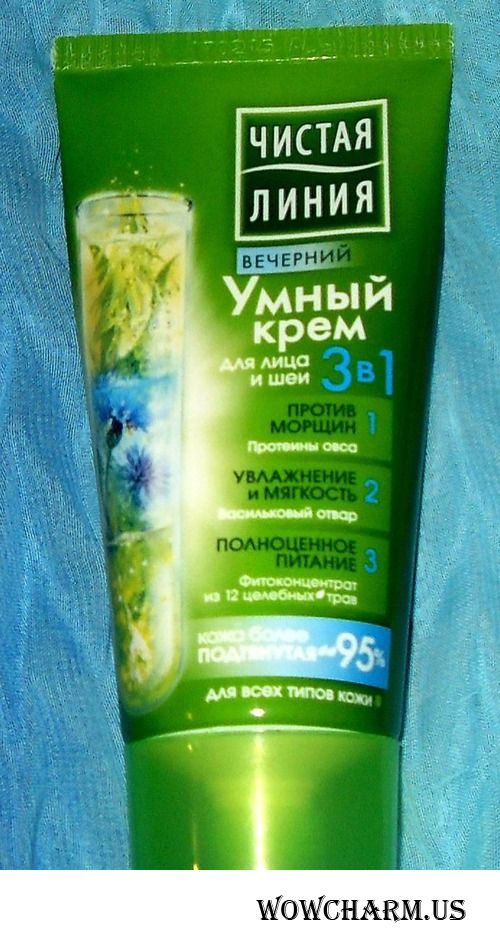 ЧИСТАЯ
ЛИНИЯ
ВЕЧЕРНИЙ
Умный
крем
для лица
и шеи 3в1
ПРОТИВ
МОРЩИН 1
Протеины овса
УВЛАЖНЕНИЕ
и МЯГКОСТЬ 2
Васильковый отвар
ПОЛНОЦЕННОЕ
ПИТАНИЕ 3
Фитоконцентрат
из 12 целебных трав
кожа более
ПОДТЯНУТАЯ 95%
ДЛЯ ВСЕХ ТИПОВ КОЖИ
WOWCHARM.US